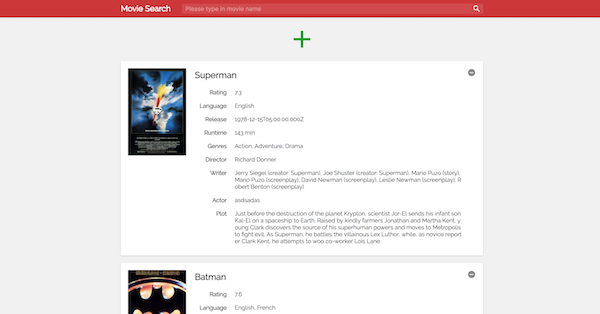 Movie Search Please type in movie name
Superman
Rating 7.3
Language English
Release 1978-12-15T05:00:00.000Z
Runtime 143 min
Genres Action, Adventure, Drama
Director Richard Donner
Writer Jerry Siegel (creator: Superman), Joe Shuster (creator: Superman), Mario Puzo (story),
Mario Puzo (screenplay), David Newman (screenplay), Leslie Newman (screenplay), R
obert Benton (screenplay)
Actor asdsadas
Plot Just before the destruction of the planet Krypton, scientist Jor-El sends his infant son
Kal-El on a spaceship to Earth. Raised by kindly farmers Jonathan and Martha Kent, y
oung Clark discovers the source of his superhuman powers and moves to Metropolis
to fight evil. As Superman, he battles the villainous Lex Luthor, while, as novice report
er Clark Kent, he attempts to woo co-worker Lois Lane
Batman
Rating 7.6
Language English, French